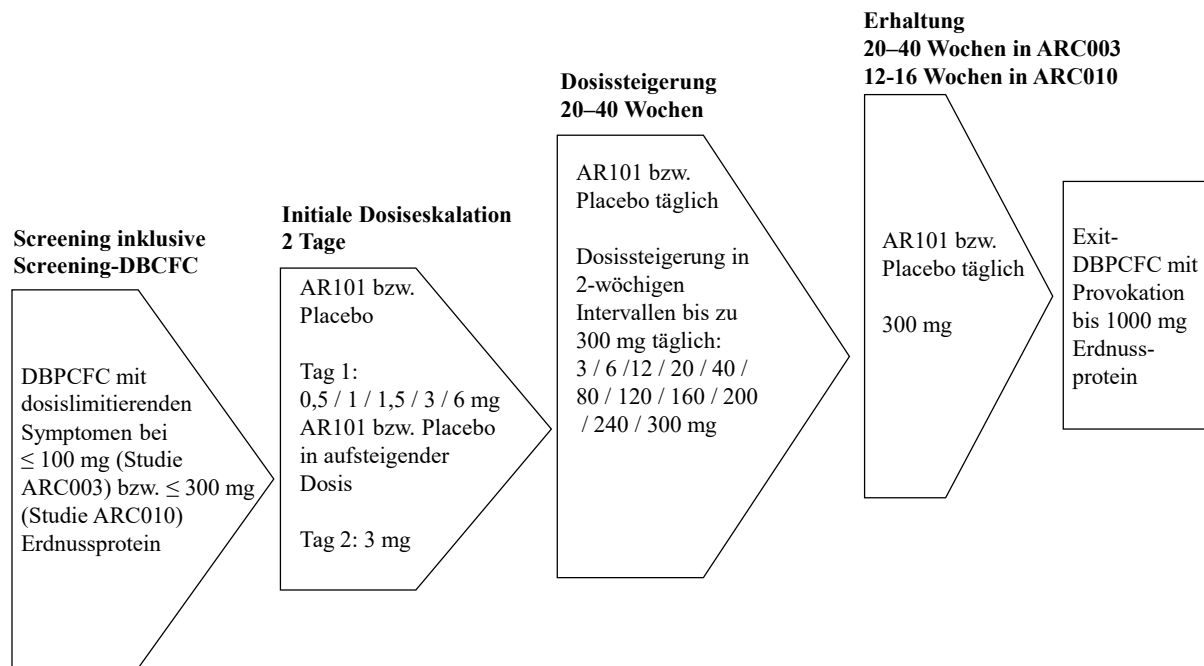 Screening inklusive
Screening-DBCFC
DBPCFC mit
dosislimitierenden
Symptomen bei
≤ 100 mg (Studie
ARC003) bzw. ≤ 300 mg
(Studie ARC010)
Erdnussprotein
Initiale Dosiseskalation
2 Tage
AR101 bzw.
Placebo
Tag 1:
0,5 / 1 / 1,5 / 3 / 6 mg
AR101 bzw. Placebo
in aufsteigender
Dosis
Tag 2: 3 mg
Dosissteigerung
20–40 Wochen
AR101 bzw.
Placebo täglich
Dosissteigerung in
2-wöchigen
Intervallen bis zu
300 mg täglich:
3 / 6 /12 / 20 / 40 /
80 / 120 / 160 / 200
/ 240 / 300 mg
Erhaltung
20–40 Wochen in ARC003
12-16 Wochen in ARC010
AR101 bzw.
Placebo täglich
300 mg
Exit-
DBPCFC mit
Provokation
bis 1000 mg
Erdnuss-
protein